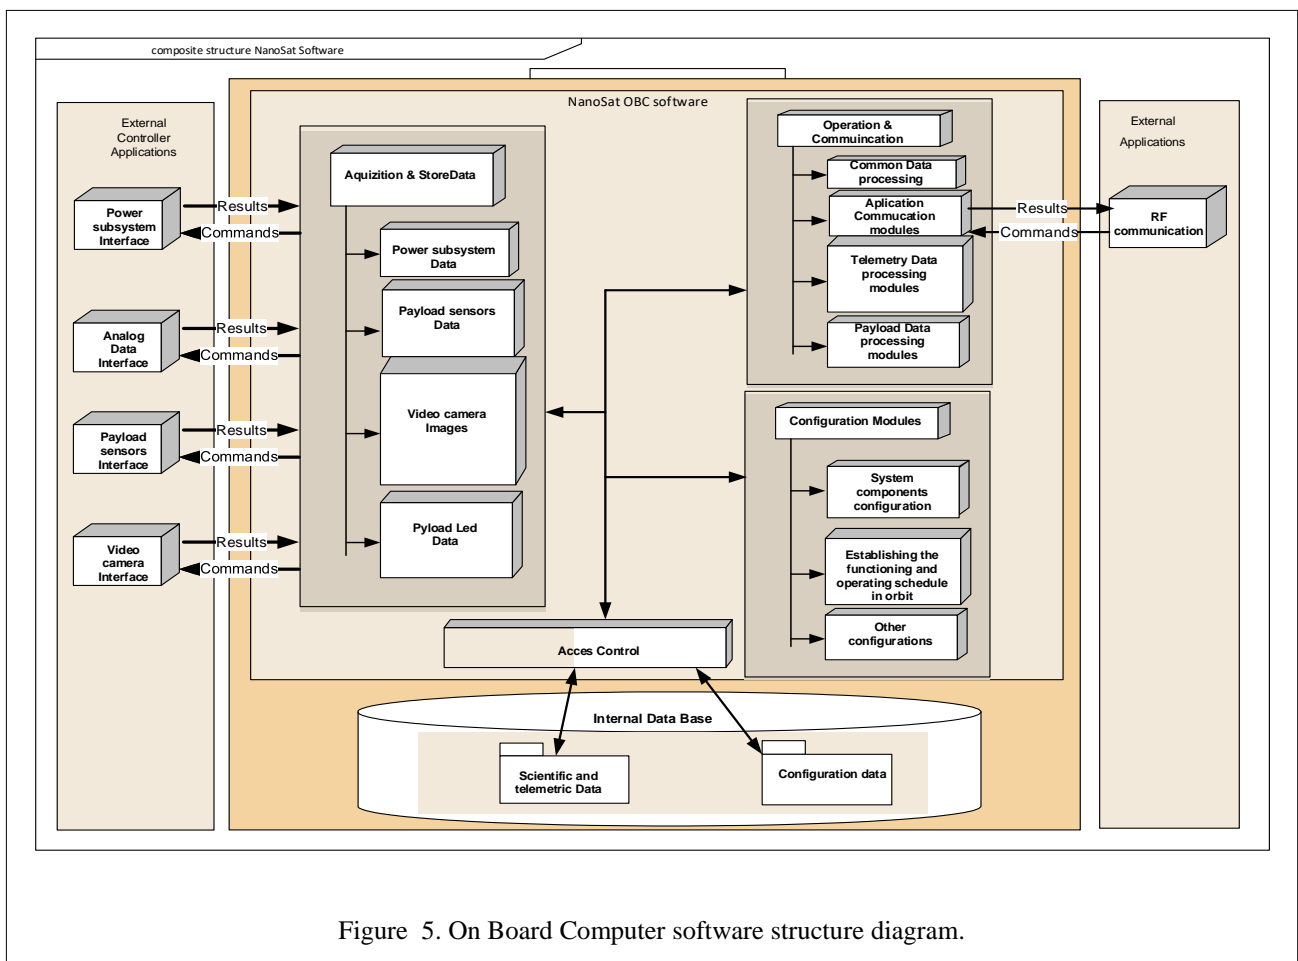 composite structure NanoSat Software
NanoSat OBC software
External
Controller
Applications
Power
subsystem
Interface
Results
Commands
Analog
Data
Interface
Results
Commands
Payload
sensors
Interface
Results
Commands
Video
camera
Interface
Results
Commands
Aquizition & StoreData
Power subsystem
Data
Payload sensors
Data
Video camera
Images
Pyload Led
Data
Operation &
Commuincation
Common Data
processing
Aplication
Commucation
modules
Telemetry Data
processing
modules
Payload Data
processing
modules
Configuration Modules
System
components
configuration
Establishing the
functioning and
operating schedule
in orbit
Other
configurations
External
Applications
Results
Commands
RF
communication
Acces Control
Internal Data Base
Scientific and
telemetric Data
Configuration data
Figure 5. On Board Computer software structure diagram.